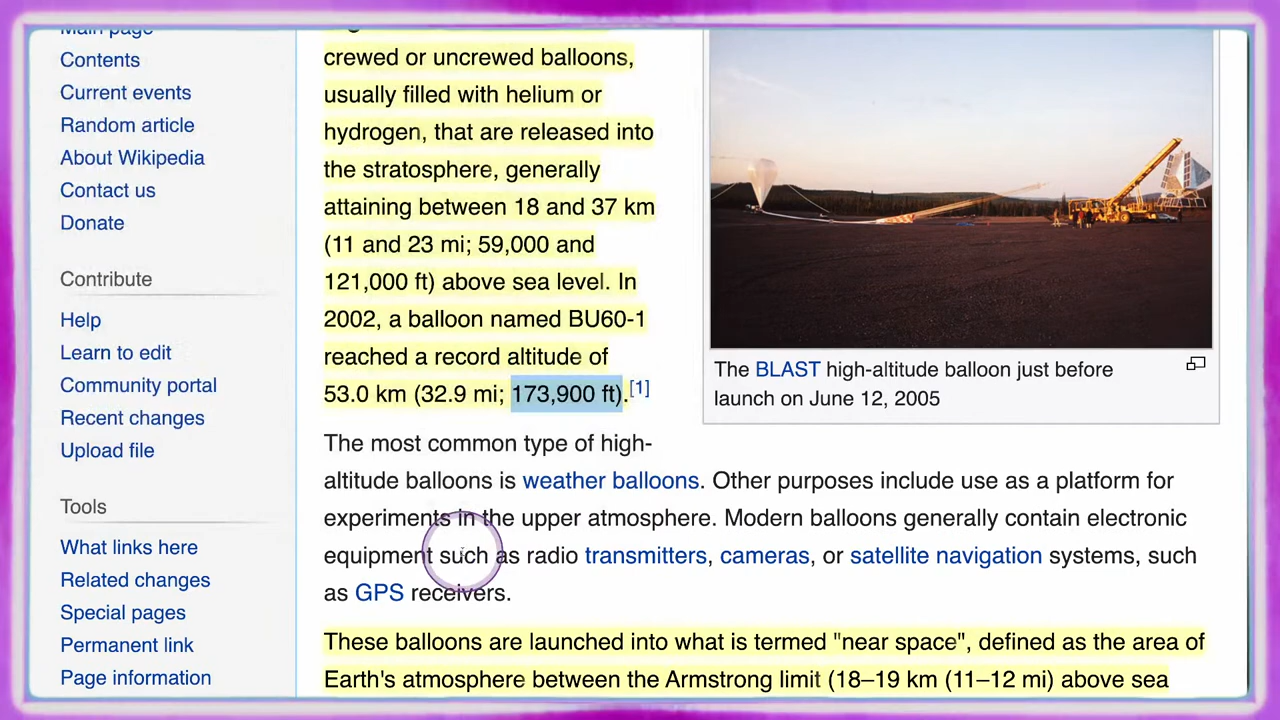 Main page
Contents
Current events
Random article
About Wikipedia
Contact us
Donate
Contribute
Help
Learn to edit
Community portal
Recent changes
Upload file
Tools
What links here
Related changes
Special pages
Permanent link
Page information
crewed or uncrewed balloons,
usually filled with helium or
hydrogen, that are released into
the stratosphere, generally
attaining between 18 and 37 km
(11 and 23 mi; 59,000 and
121,000 ft) above sea level. In
2002, a balloon named BU60-1
reached a record altitude of
53.0 km (32.9 mi; 173,900 ft).[1]
The BLAST high-altitude balloon just before
launch on June 12, 2005
The most common type of high-
altitude balloons is weather balloons. Other purposes include use as a platform for
experiments in the upper atmosphere. Modern balloons generally contain electronic
equipment such as radio transmitters, cameras, or satellite navigation systems, such
as GPS receivers.
These balloons are launched into what is termed "near space", defined as the area of
Earth's atmosphere between the Armstrong limit (18–19 km (11–12 mi) above sea